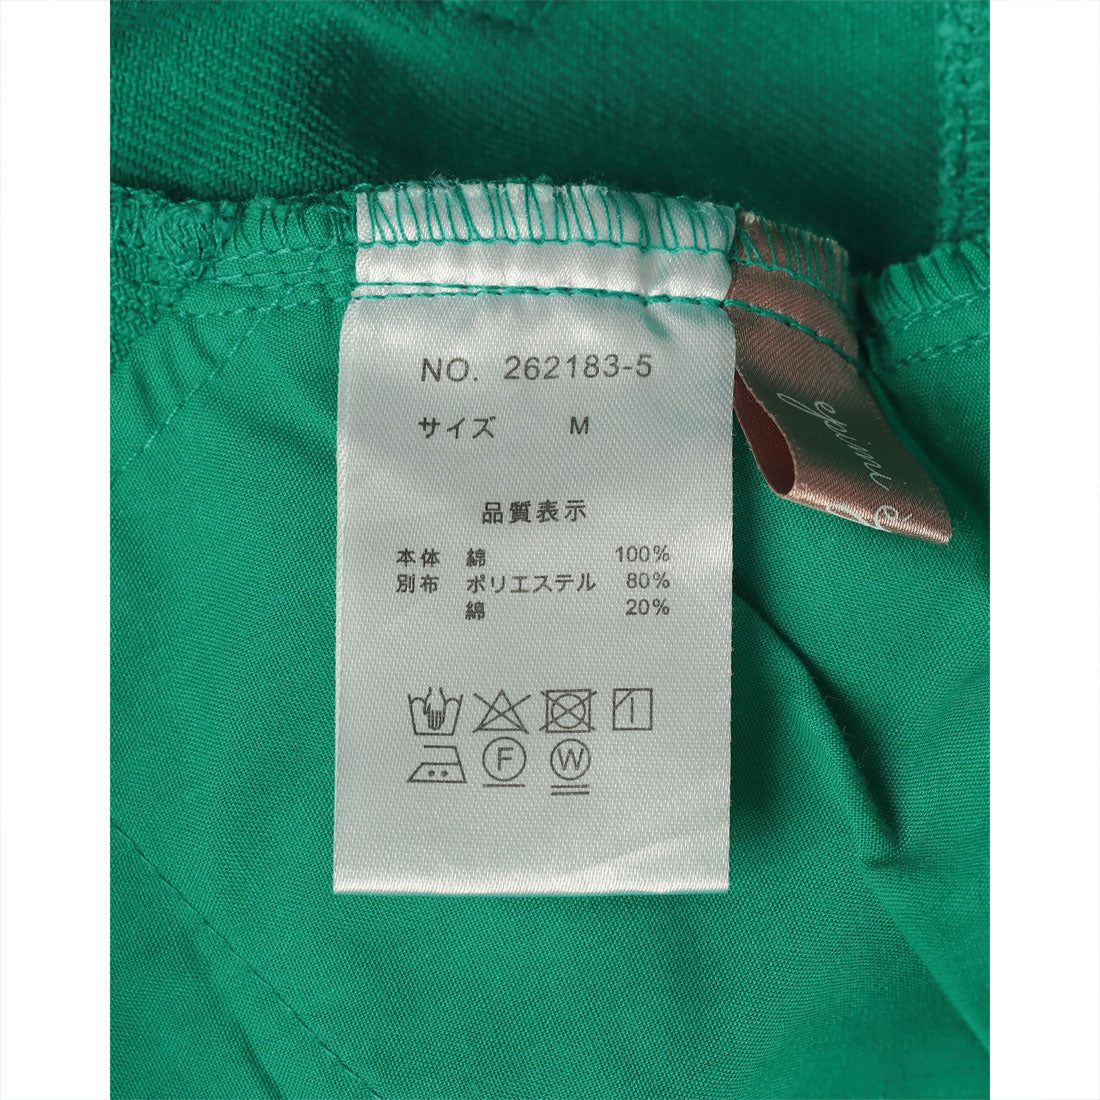 NO. 262183-5
サイズ M
品質表示
本体 綿 100%
別布 ポリエステル 80%
綿 20%
F W
epimi